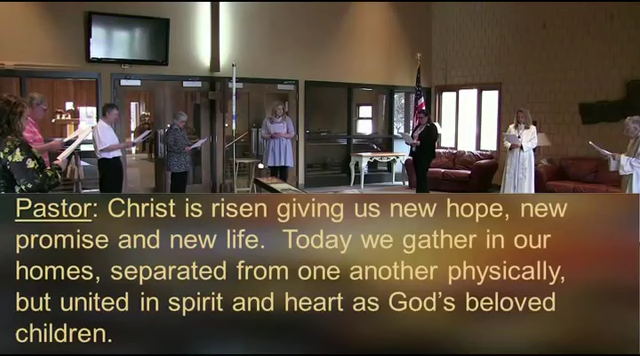 Pastor: Christ is risen giving us new hope, new
promise and new life.  Today we gather in our
homes, separated from one another physically,
but united in spirit and heart as God’s beloved
children.